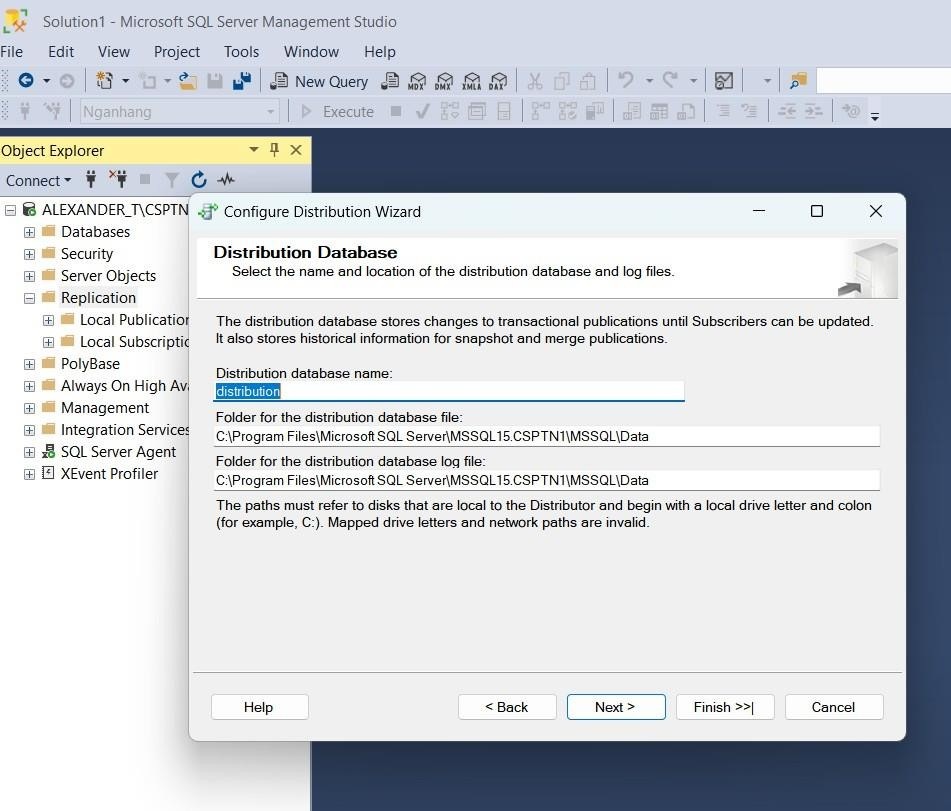 Solution1 - Microsoft SQL Server Management Studio
File Edit View Project Tools Window Help
New Query MDX DMX XMLA DAX
Nganhang Execute
Object Explorer
Connect
ALEXANDER_T\CSPTN
Databases
Security
Server Objects
Replication
Local Publication
Local Subscriptio
PolyBase
Always On High Ava
Management
Integration Services
SQL Server Agent
XEvent Profiler
Configure Distribution Wizard
Distribution Database
Select the name and location of the distribution database and log files.
The distribution database stores changes to transactional publications until Subscribers can be updated.
It also stores historical information for snapshot and merge publications.
Distribution database name:
distribution
Folder for the distribution database file:
C:\Program Files\Microsoft SQL Server\MSSQL15.CSPTN1\MSSQL\Data
Folder for the distribution database log file:
C:\Program Files\Microsoft SQL Server\MSSQL15.CSPTN1\MSSQL\Data
The paths must refer to disks that are local to the Distributor and begin with a local drive letter and colon
(for example, C:). Mapped drive letters and network paths are invalid.
Help < Back Next > Finish >>| Cancel